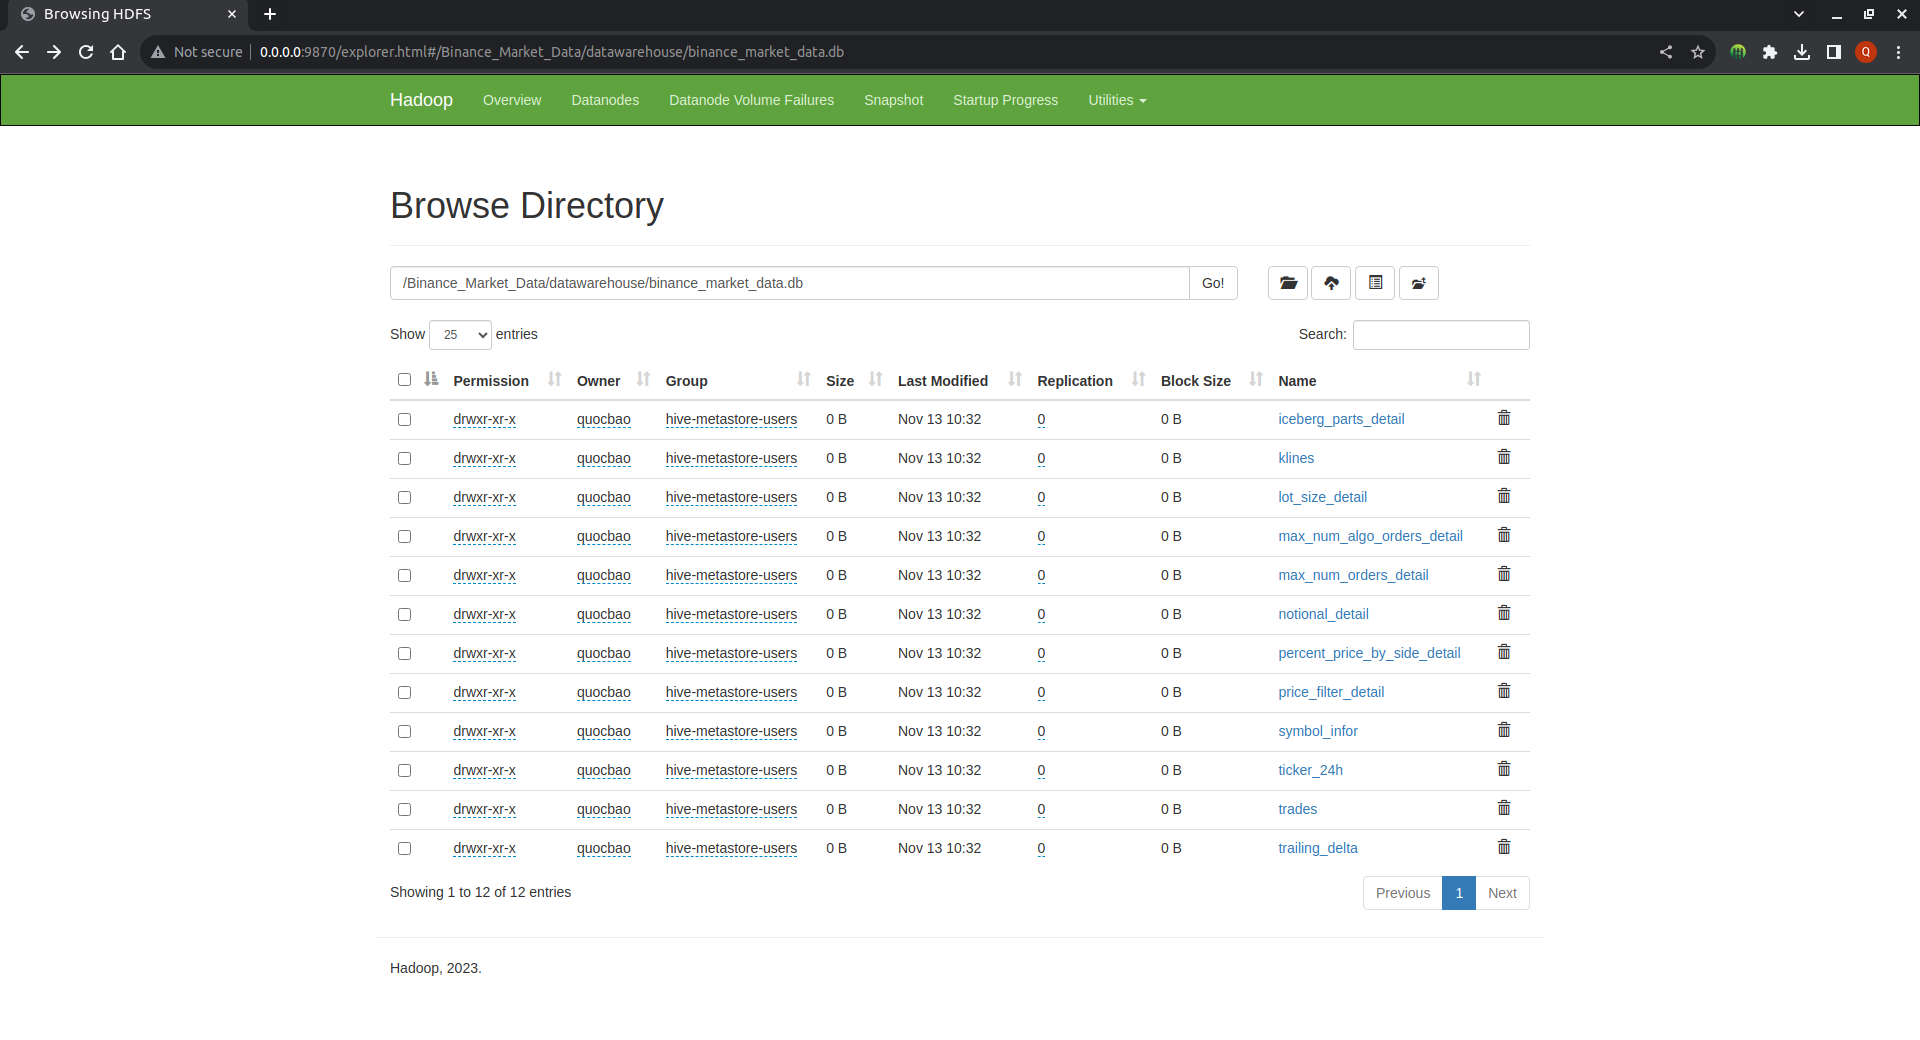 Browsing HDFS
Not secure 0.0.0.0:9870/explorer.html#/Binance_Market_Data/datawarehouse/binance_market_data.db Q
Hadoop Overview Datanodes Datanode Volume Failures Snapshot Startup Progress Utilities
Browse Directory
/Binance_Market_Data/datawarehouse/binance_market_data.db Go!
Show 25 entries Search:
Permission Owner Group Size Last Modified Replication Block Size Name
drwxr-xr-x quocbao hive-metastore-users 0 B Nov 13 10:32 0 0 B iceberg_parts_detail
drwxr-xr-x quocbao hive-metastore-users 0 B Nov 13 10:32 0 0 B klines
drwxr-xr-x quocbao hive-metastore-users 0 B Nov 13 10:32 0 0 B lot_size_detail
drwxr-xr-x quocbao hive-metastore-users 0 B Nov 13 10:32 0 0 B max_num_algo_orders_detail
drwxr-xr-x quocbao hive-metastore-users 0 B Nov 13 10:32 0 0 B max_num_orders_detail
drwxr-xr-x quocbao hive-metastore-users 0 B Nov 13 10:32 0 0 B notional_detail
drwxr-xr-x quocbao hive-metastore-users 0 B Nov 13 10:32 0 0 B percent_price_by_side_detail
drwxr-xr-x quocbao hive-metastore-users 0 B Nov 13 10:32 0 0 B price_filter_detail
drwxr-xr-x quocbao hive-metastore-users 0 B Nov 13 10:32 0 0 B symbol_infor
drwxr-xr-x quocbao hive-metastore-users 0 B Nov 13 10:32 0 0 B ticker_24h
drwxr-xr-x quocbao hive-metastore-users 0 B Nov 13 10:32 0 0 B trades
drwxr-xr-x quocbao hive-metastore-users 0 B Nov 13 10:32 0 0 B trailing_delta
Showing 1 to 12 of 12 entries Previous 1 Next
Hadoop, 2023.